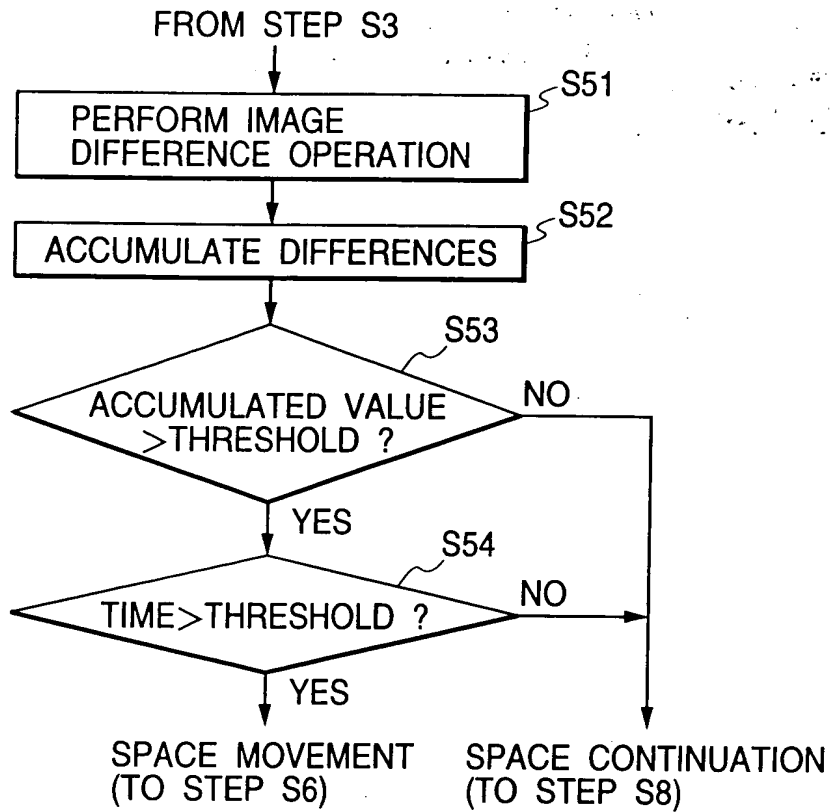 FROM STEP S3
S51
PERFORM IMAGE
DIFFERENCE OPERATION
S52
ACCUMULATE DIFFERENCES
S53
ACCUMULATED VALUE
>THRESHOLD ?
NO
YES
S54
TIME>THRESHOLD ?
NO
YES
SPACE MOVEMENT
(TO STEP S6)
SPACE CONTINUATION
(TO STEP S8)